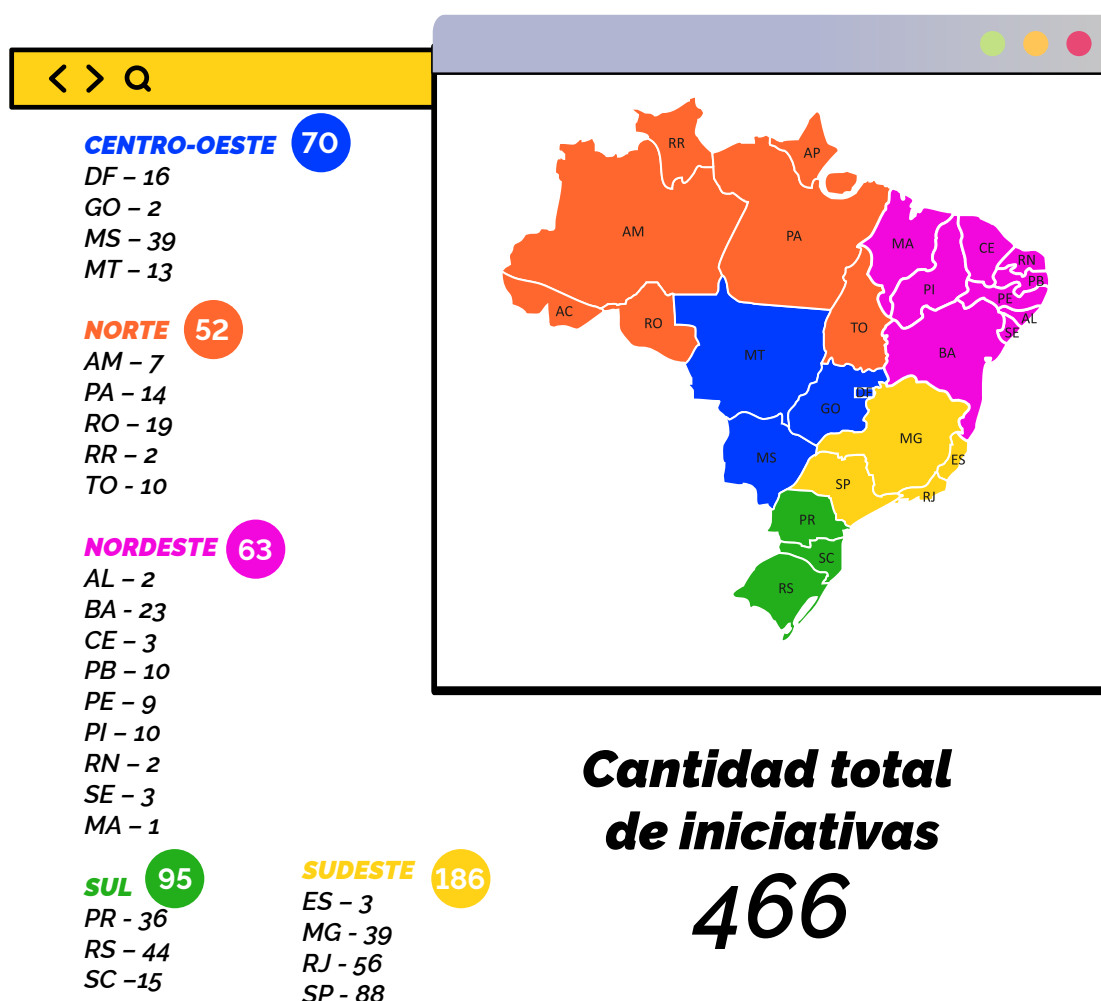 CENTRO-OESTE 70
DF – 16
GO – 2
MS – 39
MT – 13
NORTE 52
AM – 7
PA – 14
RO – 19
RR – 2
TO - 10
NORDESTE 63
AL – 2
BA - 23
CE – 3
PB – 10
PE – 9
PI – 10
RN – 2
SE – 3
MA – 1
SUL 95
PR - 36
RS – 44
SC –15
SUDESTE 186
ES – 3
MG - 39
RJ - 56
SP - 88
RR
AP
AM
PA
MA
CE
RN
PB
PI
PE
AL
SE
AC
RO
TO
BA
MT
DF
GO
MG
MS
ES
SP
RJ
PR
SC
RS
Cantidad total
de iniciativas
466